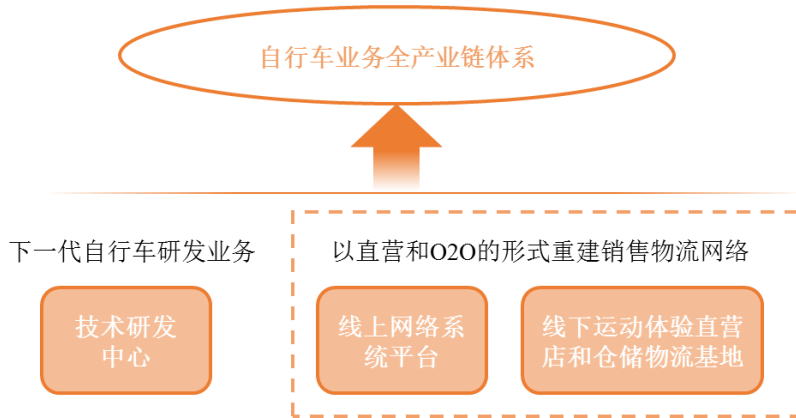 自行车业务全产业链体系
下一代自行车研发业务
以直营和O2O的形式重建销售物流网络
技术研发
中心
线上网络系
统平台
线下运动体验直营
店和仓储物流基地